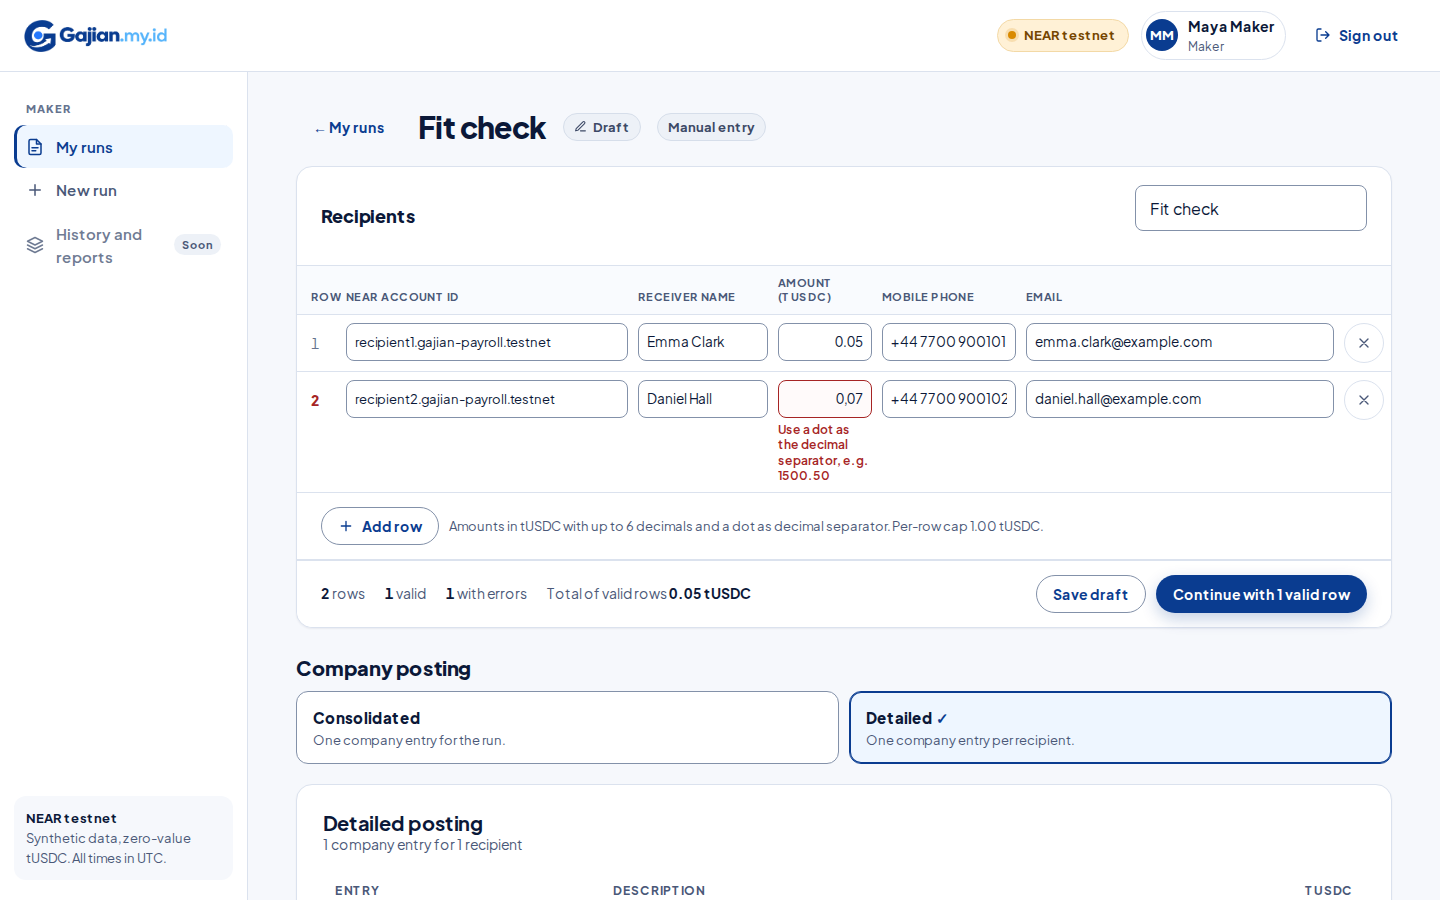 Gajian.my.id
NEAR testnet
MM
Maya Maker
Maker
Sign out
MAKER
My runs
New run
History and
reports
Soon
NEAR testnet
Synthetic data, zero-value
tUSDC. All times in UTC.
← My runs
Fit check
Draft
Manual entry
Recipients
Fit check
ROW NEAR ACCOUNT ID RECEIVER NAME AMOUNT (TUSDC) MOBILE PHONE EMAIL
1 recipient1.gajian-payroll.testnet Emma Clark 0.05 +44 7700 900101 emma.clark@example.com
2 recipient2.gajian-payroll.testnet Daniel Hall 0,07 +44 7700 900102 daniel.hall@example.com
Use a dot as
the decimal
separator, e.g.
1500.50
Add row
Amounts in tUSDC with up to 6 decimals and a dot as decimal separator. Per-row cap 1.00 tUSDC.
2 rows 1 valid 1 with errors Total of valid rows 0.05 tUSDC
Save draft
Continue with 1 valid row
Company posting
Consolidated
One company entry for the run.
Detailed ✓
One company entry per recipient.
Detailed posting
1 company entry for 1 recipient
ENTRY DESCRIPTION TUSDC